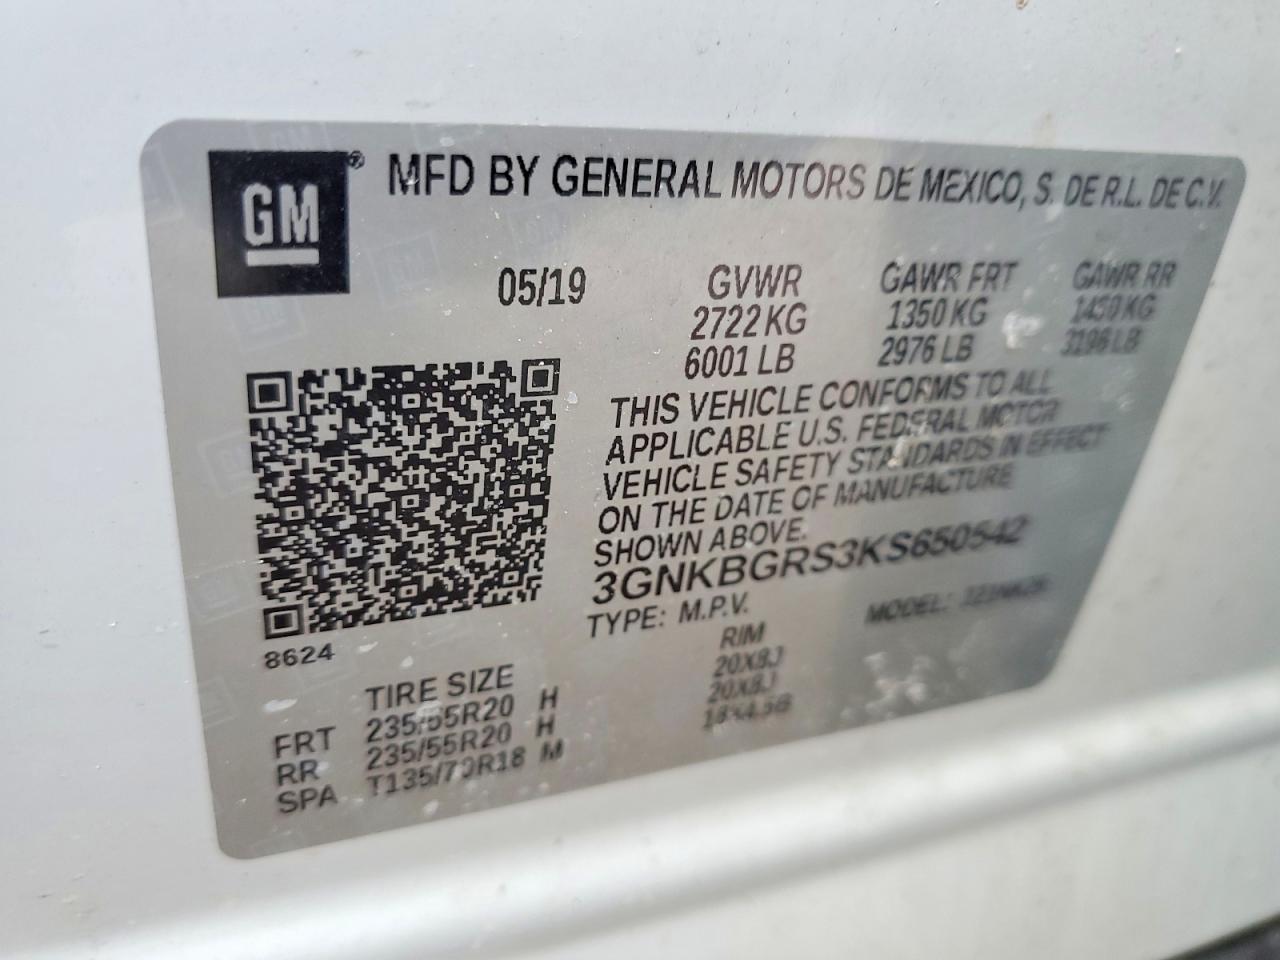 GM® MFD BY GENERAL MOTORS DE MEXICO, S. DE R.L. DE C.V.
05/19 GVWR GAWR FRT GAWR RR
2722 KG 1350 KG 1450 KG
6001 LB 2976 LB 3196 LB
THIS VEHICLE CONFORMS TO ALL
APPLICABLE U.S. FEDERAL MOTOR
VEHICLE SAFETY STANDARDS IN EFFECT
ON THE DATE OF MANUFACTURE
SHOWN ABOVE.
3GNKBGRS3KS650542
TYPE: M.P.V. MODEL:
8624
TIRE SIZE RIM
FRT 235/55R20 H 20X8J
RR 235/55R20 H 20X8J
SPA T135/70R18 M 18X4.5B